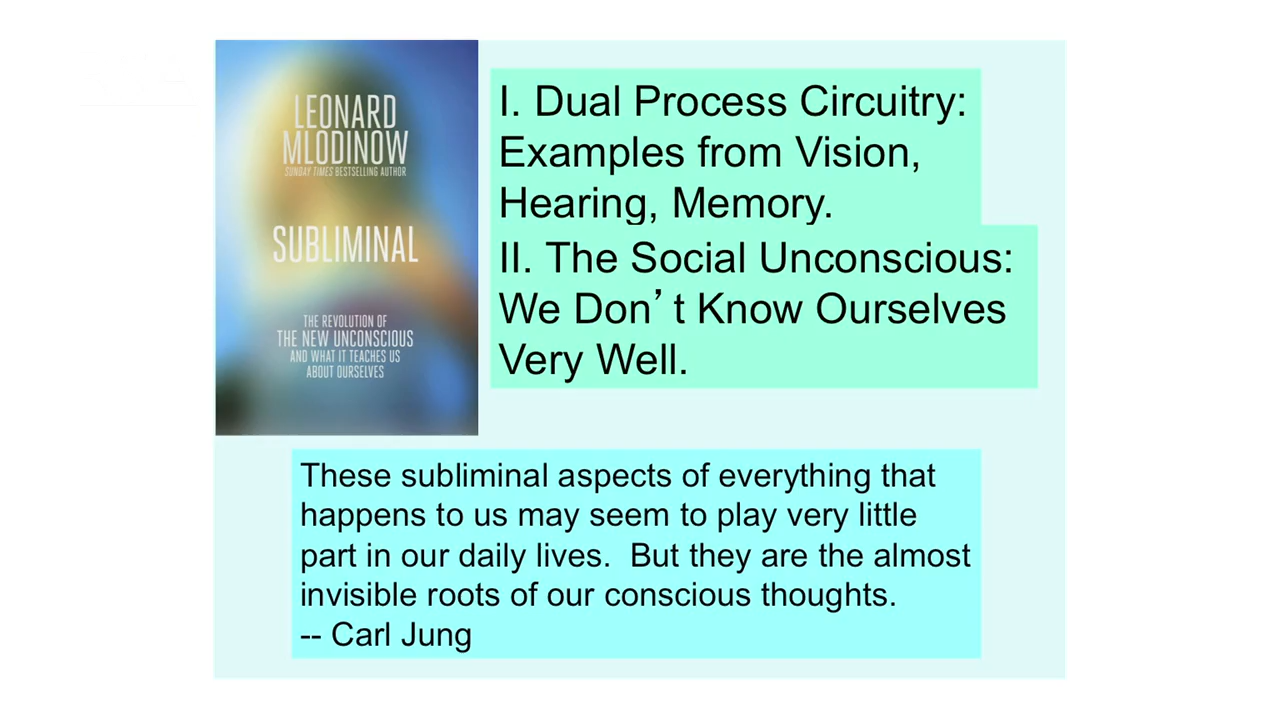 LEONARD
MLODINOW
SUNDAY TIMES BESTSELLING AUTHOR
SUBLIMINAL
THE REVOLUTION OF
THE NEW UNCONSCIOUS
AND WHAT IT TEACHES US
ABOUT OURSELVES
I. Dual Process Circuitry:
Examples from Vision,
Hearing, Memory.
II. The Social Unconscious:
We Don’ t Know Ourselves
Very Well.
These subliminal aspects of everything that
happens to us may seem to play very little
part in our daily lives.  But they are the almost
invisible roots of our conscious thoughts.
-- Carl Jung